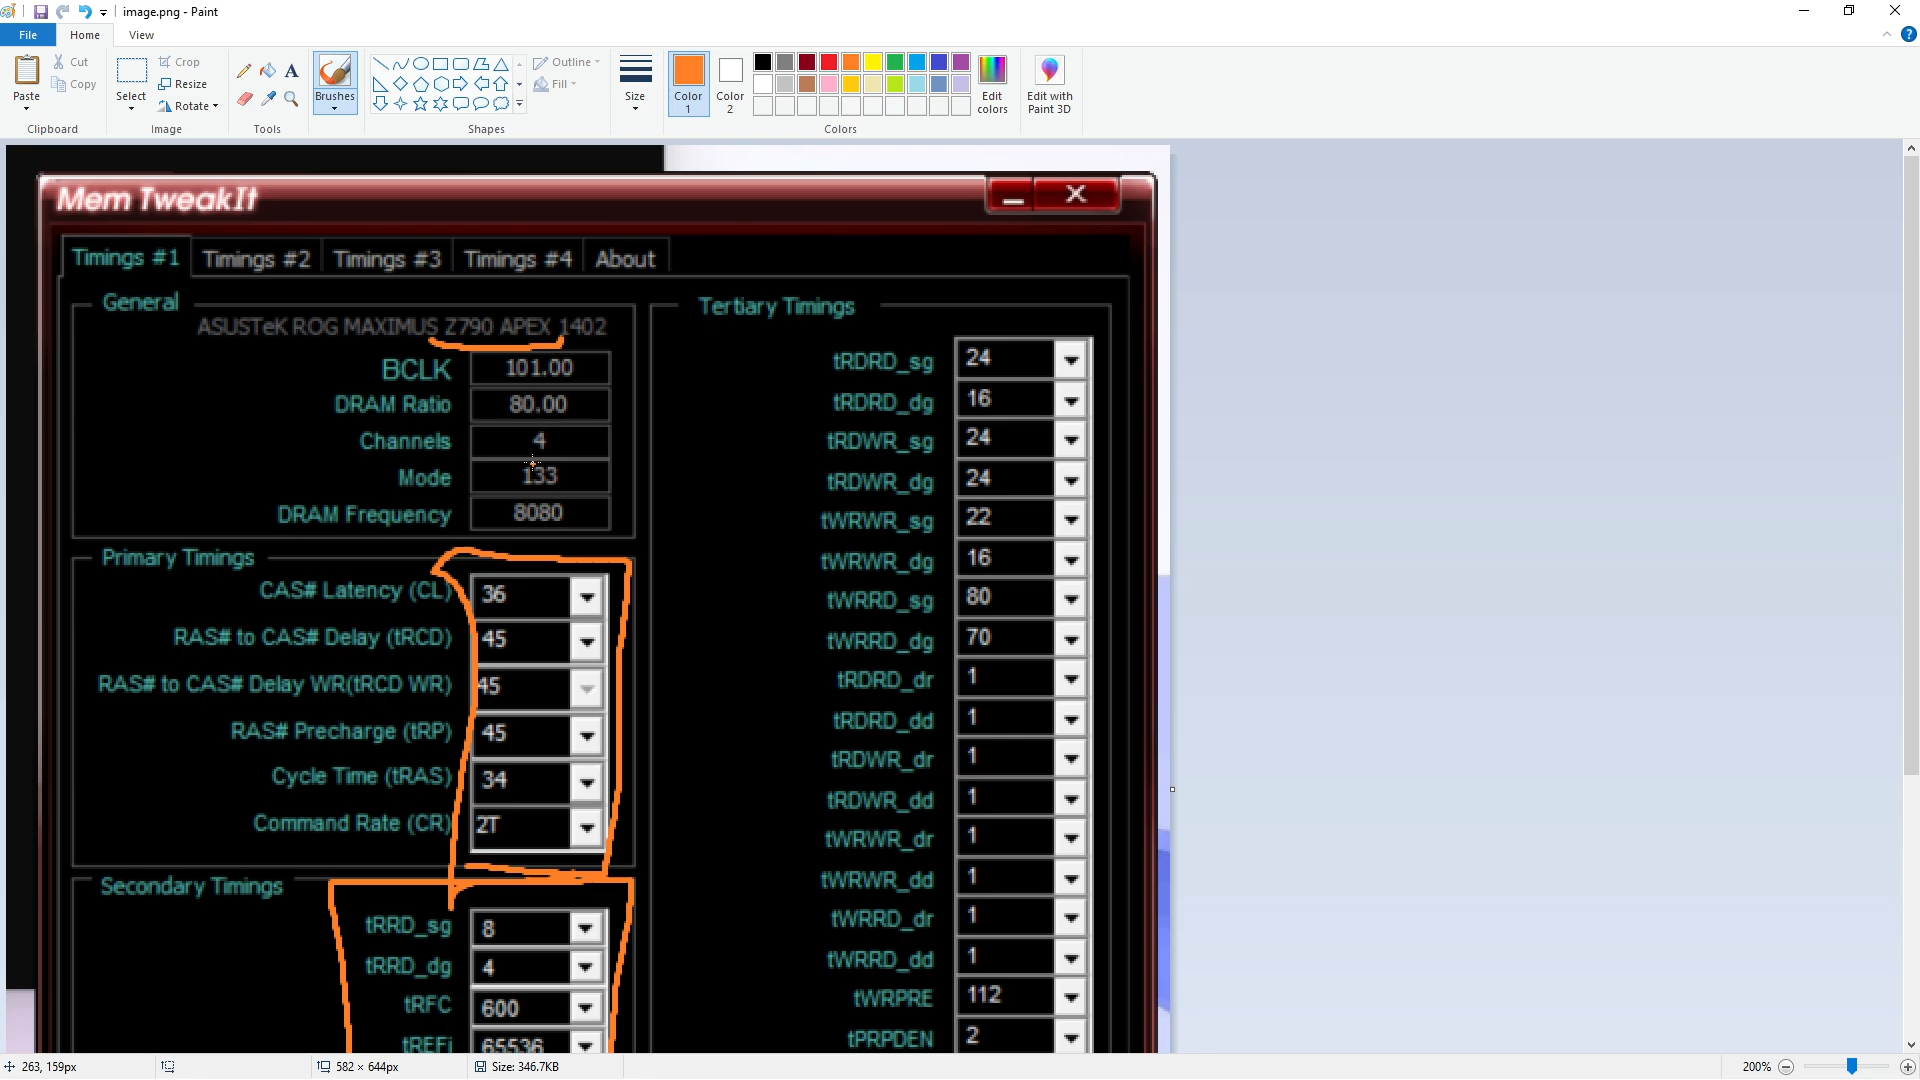 image.png - Paint
File
Home
View
Paste
Cut
Copy
Clipboard
Select
Crop
Resize
Rotate
Image
A
Tools
Brushes
Outline
Fill
Shapes
Size
Color
1
Color
2
Edit
colors
Colors
Edit with
Paint 3D
?
Mem TweakIt
Timings #1
Timings #2
Timings #3
Timings #4
About
General
ASUSTeK ROG MAXIMUS Z790 APEX 1402
BCLK 101.00
DRAM Ratio 80.00
Channels 4
Mode 133
DRAM Frequency 8080
Primary Timings
CAS# Latency (CL) 36
RAS# to CAS# Delay (tRCD) 45
RAS# to CAS# Delay WR(tRCD WR) 45
RAS# Precharge (tRP) 45
Cycle Time (tRAS) 34
Command Rate (CR) 2T
Secondary Timings
tRRD_sg 8
tRRD_dg 4
tRFC 600
tREFi 65536
Tertiary Timings
tRDRD_sg 24
tRDRD_dg 16
tRDWR_sg 24
tRDWR_dg 24
tWRWR_sg 22
tWRWR_dg 16
tWRRD_sg 80
tWRRD_dg 70
tRDRD_dr 1
tRDRD_dd 1
tRDWR_dr 1
tRDWR_dd 1
tWRWR_dr 1
tWRWR_dd 1
tWRRD_dr 1
tWRRD_dd 1
tWRPRE 112
tPRPDEN 2
263, 159px
582 × 644px
Size: 346.7KB
200%